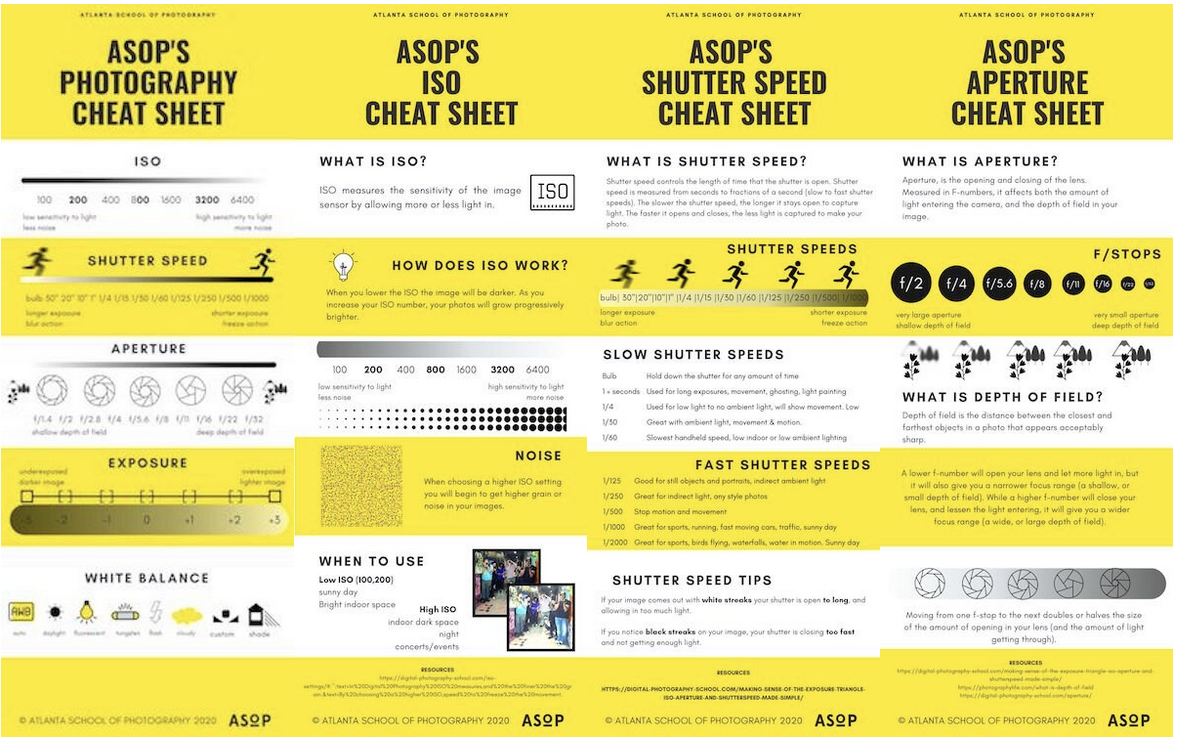 ATLANTA SCHOOL OF PHOTOGRAPHY
ASOP'S
PHOTOGRAPHY
CHEAT SHEET
ISO
100 200 400 800 1600 3200 6400
low sensitivity to light
less noise
high sensitivity to light
more noise
SHUTTER SPEED
bulb 30" 20" 10" 1" 1/4 1/15 1/30 1/60 1/125 1/250 1/500 1/1000
longer exposure
blur action
shorter exposure
freeze action
APERTURE
f/1.4 f/2 f/2.8 f/4 f/5.6 f/8 f/11 f/16 f/22 f/32
shallow depth of field
deep depth of field
EXPOSURE
underexposed
darker image
overexposed
lighter image
-3 -2 -1 0 +1 +2 +3
WHITE BALANCE
AWB
auto daylight fluorescent tungsten flash cloudy custom shade
© ATLANTA SCHOOL OF PHOTOGRAPHY 2020 ASOP
ATLANTA SCHOOL OF PHOTOGRAPHY
ASOP'S
ISO
CHEAT SHEET
WHAT IS ISO?
ISO measures the sensitivity of the image
sensor by allowing more or less light in.
ISO
HOW DOES ISO WORK?
When you lower the ISO the image will be darker. As you
increase your ISO number, your photos will grow progressively
brighter.
100 200 400 800 1600 3200 6400
low sensitivity to light
less noise
high sensitivity to light
more noise
NOISE
When choosing a higher ISO setting
you will begin to get higher grain or
noise in your images.
WHEN TO USE
Low ISO (100,200)
sunny day
Bright indoor space
High ISO
indoor dark space
night
concerts/events
RESOURCES
https://digital-photography-school.com/iso-
© ATLANTA SCHOOL OF PHOTOGRAPHY 2020 ASOP
ATLANTA SCHOOL OF PHOTOGRAPHY
ASOP'S
SHUTTER SPEED
CHEAT SHEET
WHAT IS SHUTTER SPEED?
Shutter speed controls the length of time that the shutter is open. Shutter
speed is measured from seconds to fractions of a second (slow to fast shutter
speeds). The slower the shutter speed, the longer it stays open to capture
light. The faster it opens and closes, the less light is captured to make your
photo.
SHUTTER SPEEDS
bulb| 30"|20"|10"|1" |1/4 |1/15 |1/30 |1/60 |1/125 |1/250 |1/500| 1/1000
longer exposure
blur action
shorter exposure
freeze action
SLOW SHUTTER SPEEDS
Bulb Hold down the shutter for any amount of time
1 + seconds Used for long exposures, movement, ghosting, light painting
1/4 Used for low light to no ambient light, will show movement. Low
1/30 Great with ambient light, movement & motion.
1/60 Slowest handheld speed, low indoor or low ambient lighting
FAST SHUTTER SPEEDS
1/125 Good for still objects and portraits, indirect ambient light
1/250 Great for indirect light, any style photos
1/500 Stop motion and movement
1/1000 Great for sports, running, fast moving cars, traffic, sunny day
1/2000 Great for sports, birds flying, waterfalls, water in motion. Sunny day
SHUTTER SPEED TIPS
If your image comes out with white streaks your shutter is open to long, and
allowing in too much light.
If you notice black streaks on your image, your shutter is closing too fast
and not getting enough light.
RESOURCES
HTTPS://DIGITAL-PHOTOGRAPHY-SCHOOL.COM/MAKING-SENSE-OF-THE-EXPOSURE-TRIANGLE-
ISO-APERTURE-AND-SHUTTERSPEED-MADE-SIMPLE/
© ATLANTA SCHOOL OF PHOTOGRAPHY 2020 ASOP
ATLANTA SCHOOL OF PHOTOGRAPHY
ASOP'S
APERTURE
CHEAT SHEET
WHAT IS APERTURE?
Aperture, is the opening and closing of the lens.
Measured in F-numbers, it affects both the amount of
light entering the camera, and the depth of field in your
image.
F/STOPS
f/2 f/4 f/5.6 f/8 f/11 f/16 f/22
very large aperture
shallow depth of field
very small aperture
deep depth of field
WHAT IS DEPTH OF FIELD?
Depth of field is the distance between the closest and
farthest objects in a photo that appears acceptably
sharp.
A lower f-number will open your lens and let more light in, but
it will also give you a narrower focus range (a shallow, or
small depth of field). While a higher f-number will close your
lens, and lessen the light entering, it will give you a wider
focus range (a wide, or large depth of field).
Moving from one f-stop to the next doubles or halves the size
of the amount of opening in your lens (and the amount of light
getting through).
RESOURCES
https://digital-photography-school.com/making-sense-of-the-exposure-triangle-iso-aperture-and-
shutterspeed-made-simple/
https://photographylife.com/what-is-depth-of-field
https://digital-photography-school.com/aperture/
© ATLANTA SCHOOL OF PHOTOGRAPHY 2020 ASOP